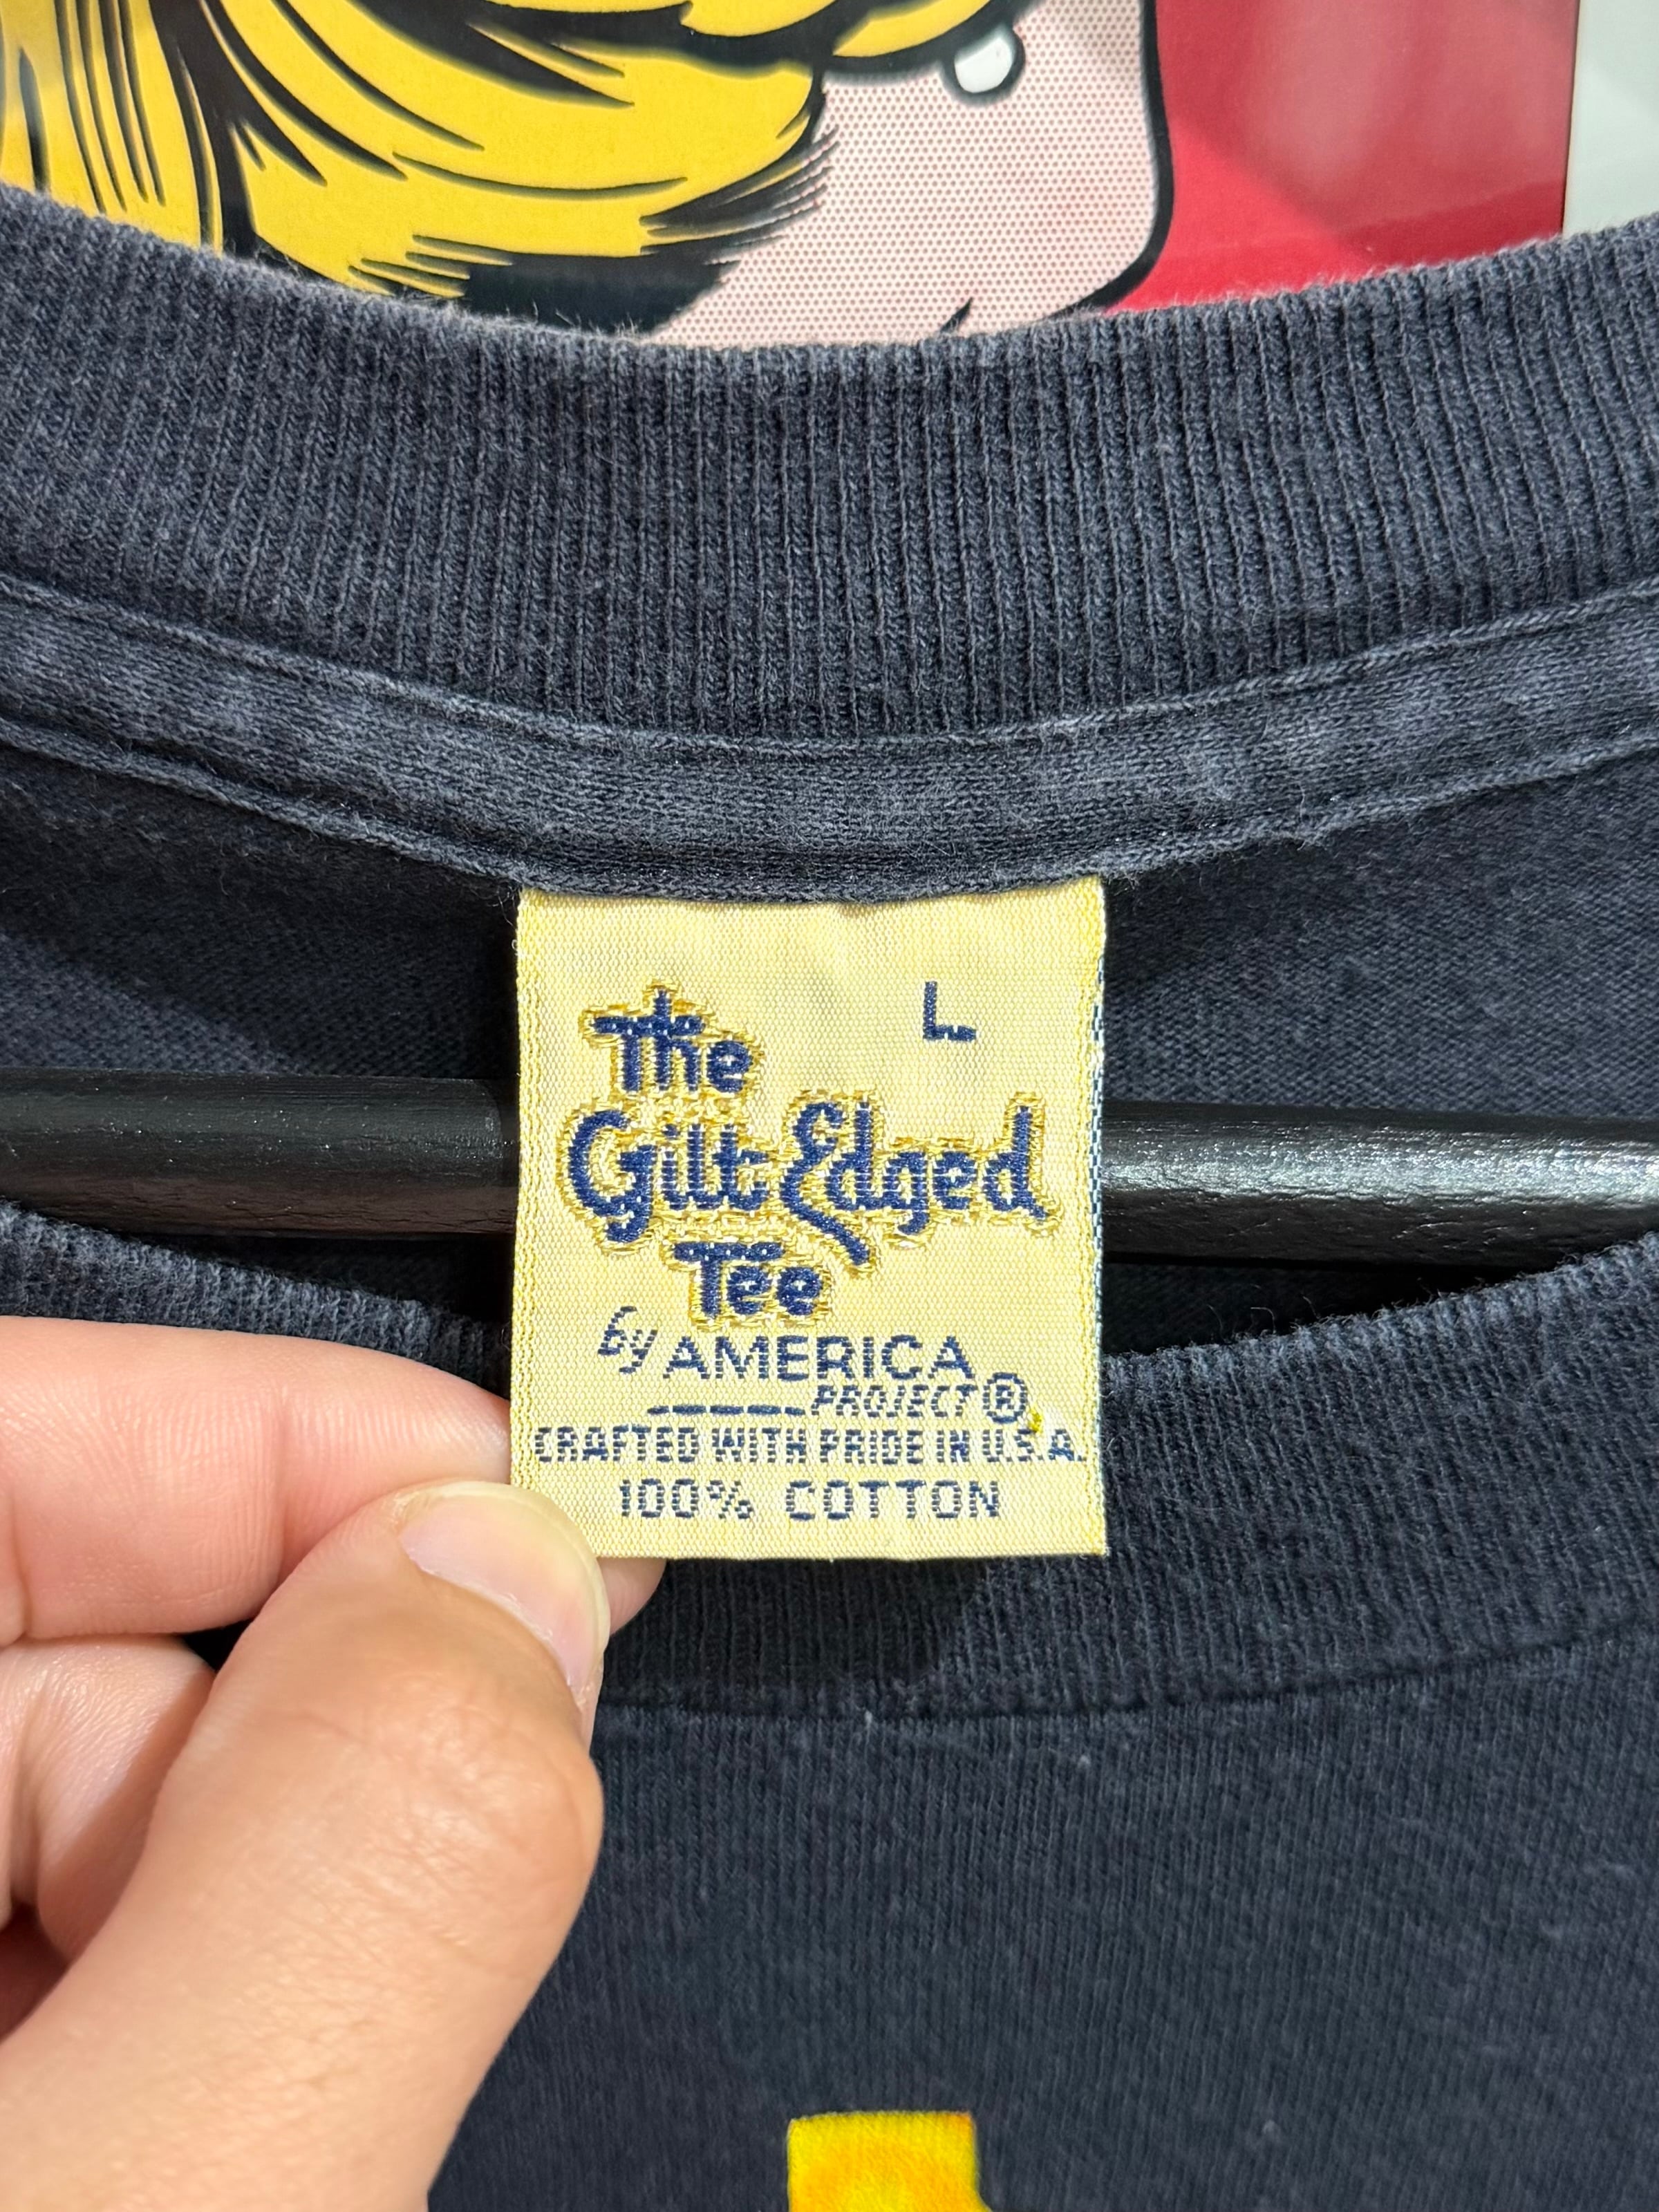 The L
Gilt Edged
Tee
by AMERICA
PROJECT®
CRAFTED WITH PRIDE IN U.S.A.
100% COTTON